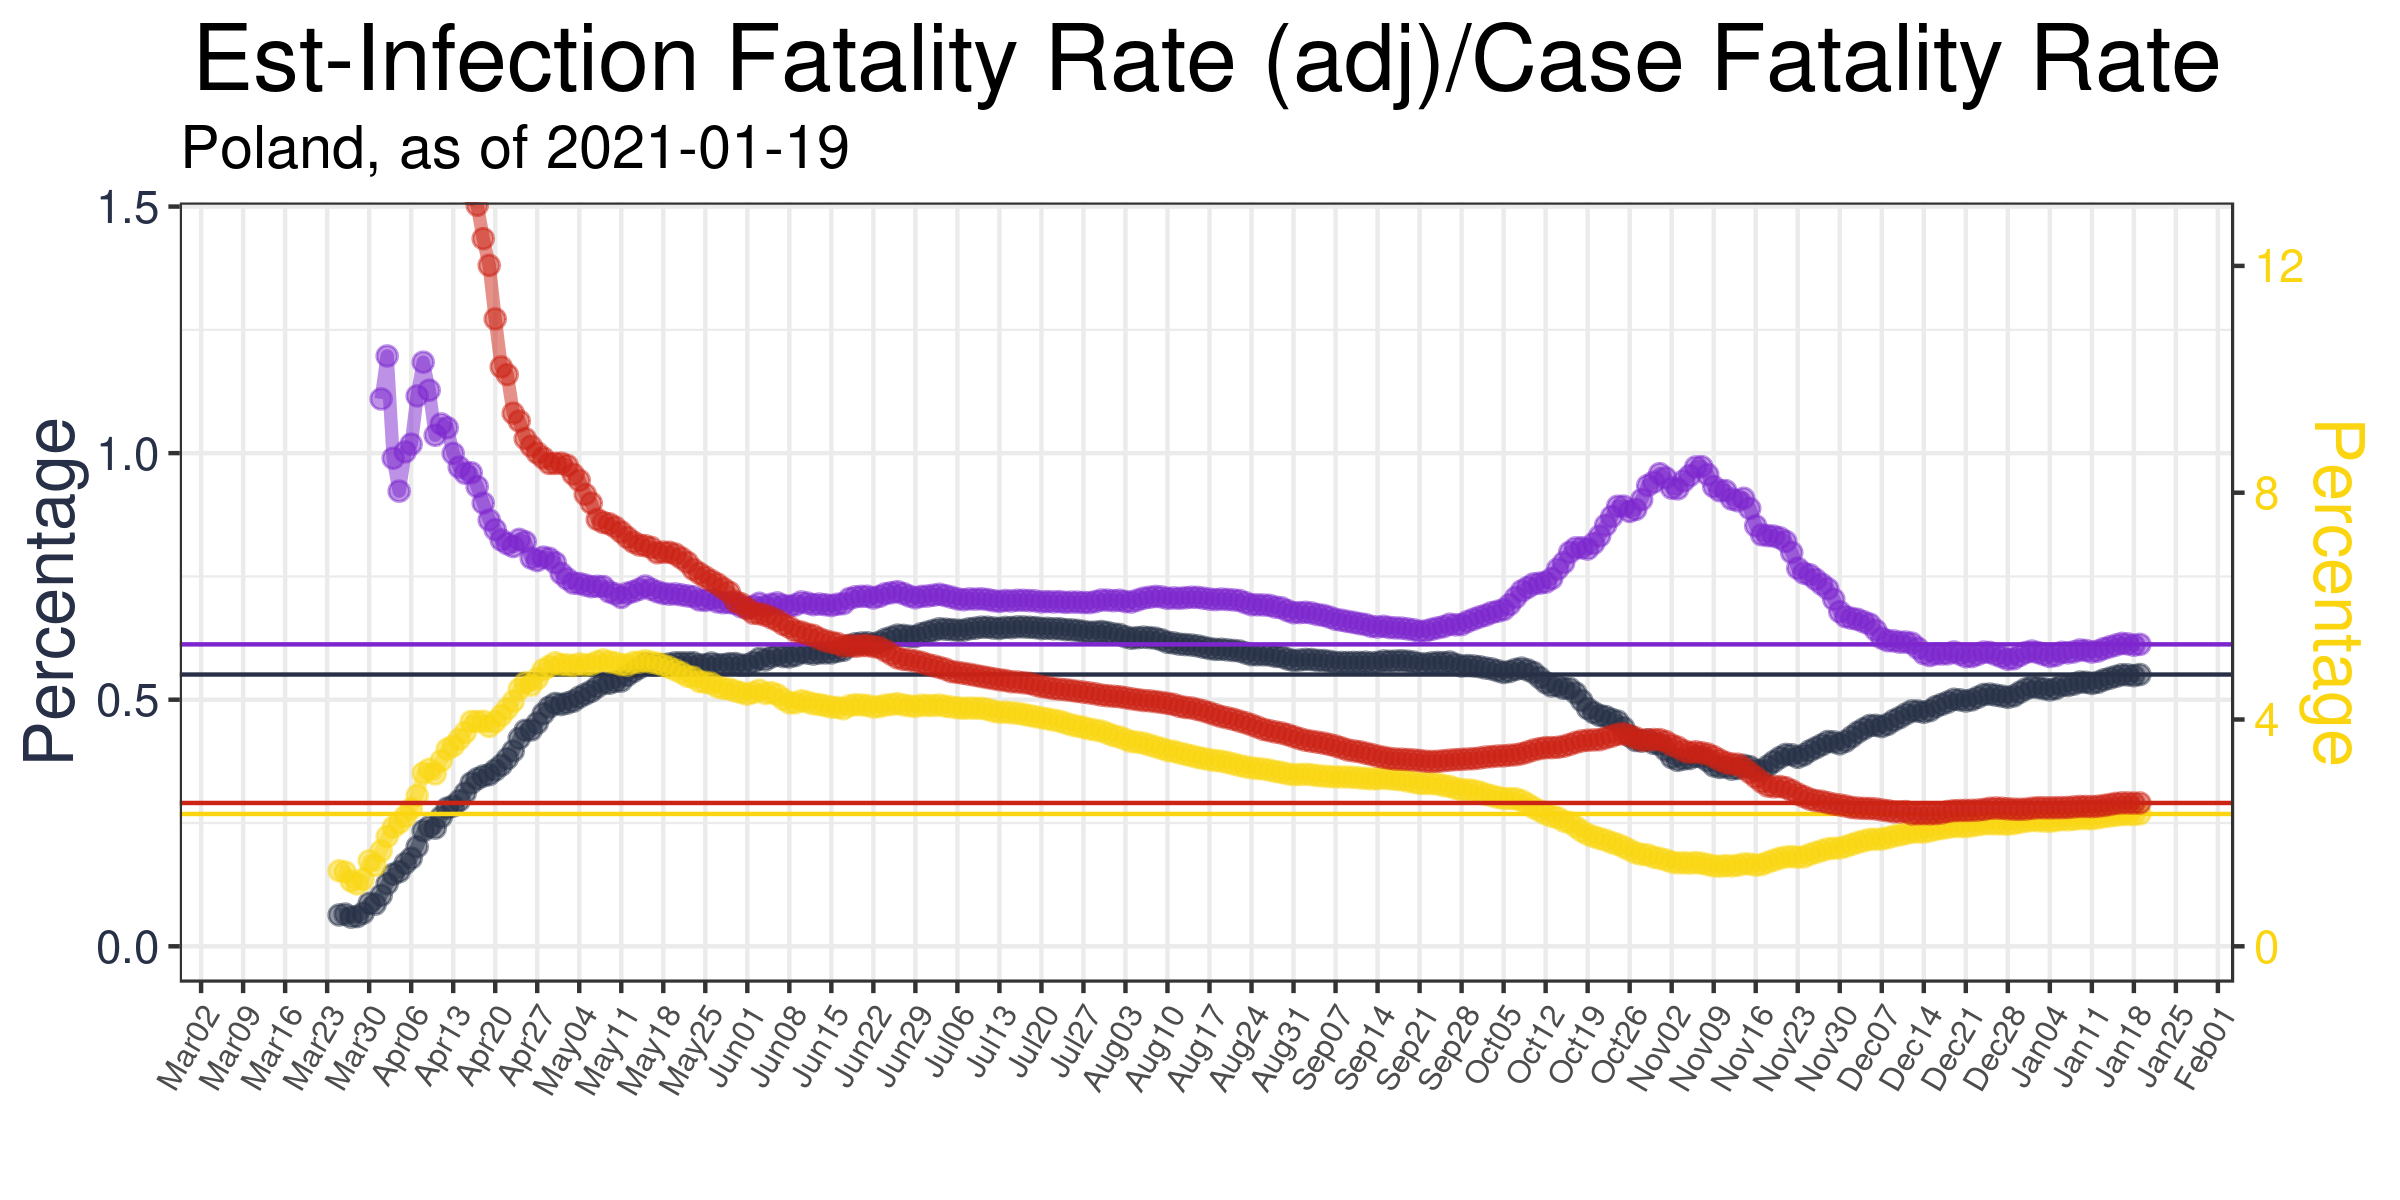 Est-Infection Fatality Rate (adj)/Case Fatality Rate
Poland, as of 2021-01-19
Percentage
1.5
1.0
0.5
0.0
12
8
4
0
Percentage
Mar02
Mar09
Mar16
Mar23
Mar30
Apr06
Apr13
Apr20
Apr27
May04
May11
May18
May25
Jun01
Jun08
Jun15
Jun22
Jun29
Jul06
Jul13
Jul20
Jul27
Aug03
Aug10
Aug17
Aug24
Aug31
Sep07
Sep14
Sep21
Sep28
Oct05
Oct12
Oct19
Oct26
Nov02
Nov09
Nov16
Nov23
Nov30
Dec07
Dec14
Dec21
Dec28
Jan04
Jan11
Jan18
Jan25
Feb01